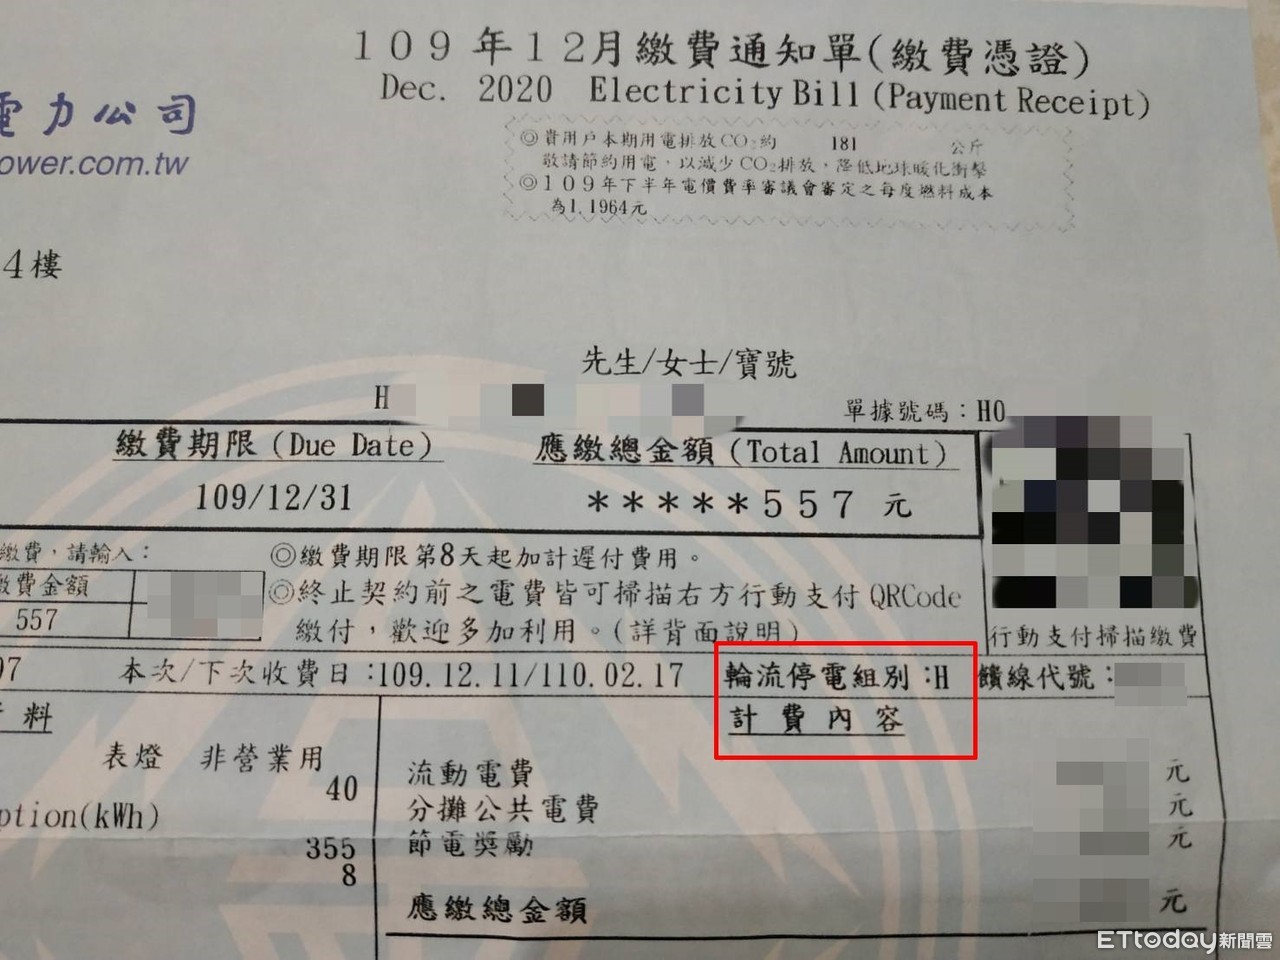 109年12月繳費通知單(繳費憑證)
Dec. 2020 Electricity Bill (Payment Receipt)
電力公司
ower.com.tw
◎貴用戶本期用電排放CO₂約 181 公斤
敬請節約用電，以減少CO₂排放，降低地球暖化衝擊
◎109年下半年電價費率審議會審定之每度燃料成本
為1.1964元
4樓
先生/女士/寶號
H
單據號碼：H0
繳費期限(Due Date) 應繳總金額(Total Amount)
109/12/31 *****557 元
繳費，請輸入：
繳費金額
557
◎繳費期限第8天起加計遲付費用。
◎終止契約前之電費皆可掃描右方行動支付QRCode
繳付，歡迎多加利用。(詳背面說明)
行動支付掃描繳費
07 本次/下次收費日：109.12.11/110.02.17 輪流停電組別：H 饋線代號：
料 計費內容
表燈 非營業用
40
ption(kWh)
355
8
流動電費 元
分攤公共電費 元
節電獎勵 元
應繳總金額 元
ETtoday新聞雲